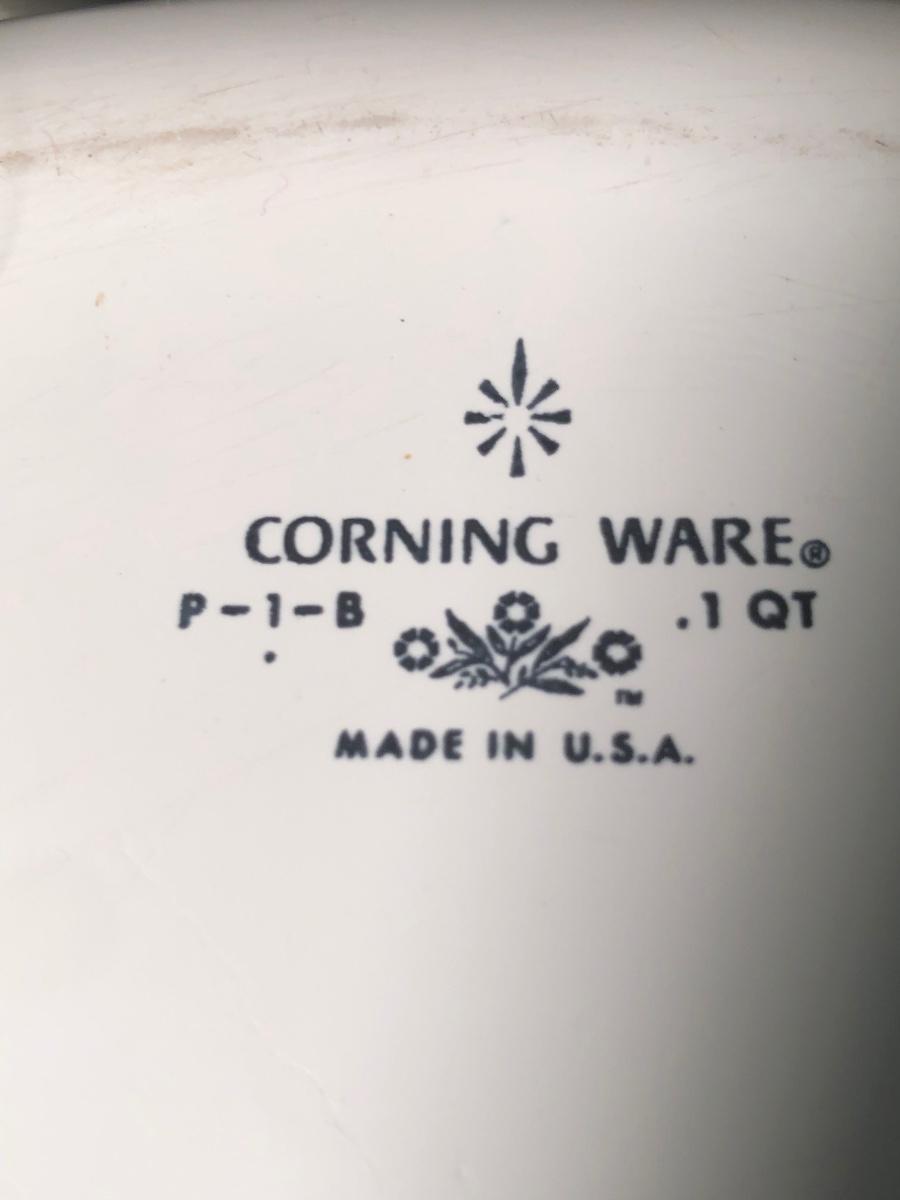 CORNING WARE®
P-1-B .1 QT
TM
MADE IN U.S.A.